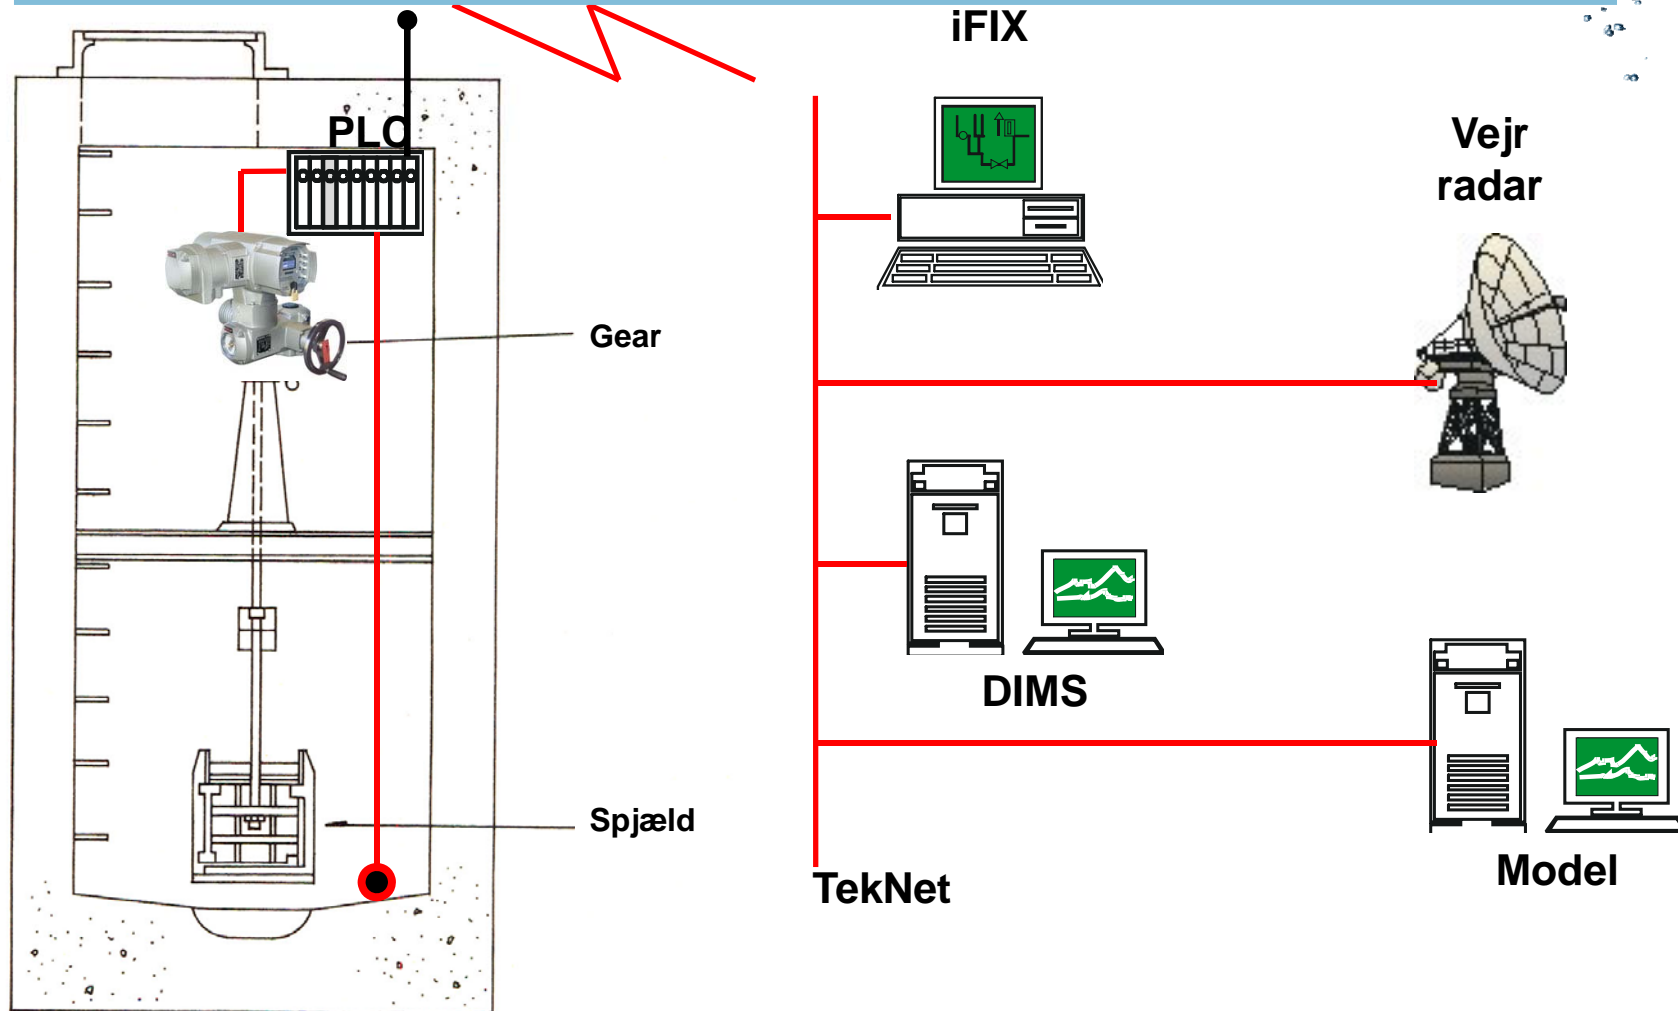 iFIX
PLC
Vejr
radar
Gear
DIMS
Spjæld
Model
TekNet